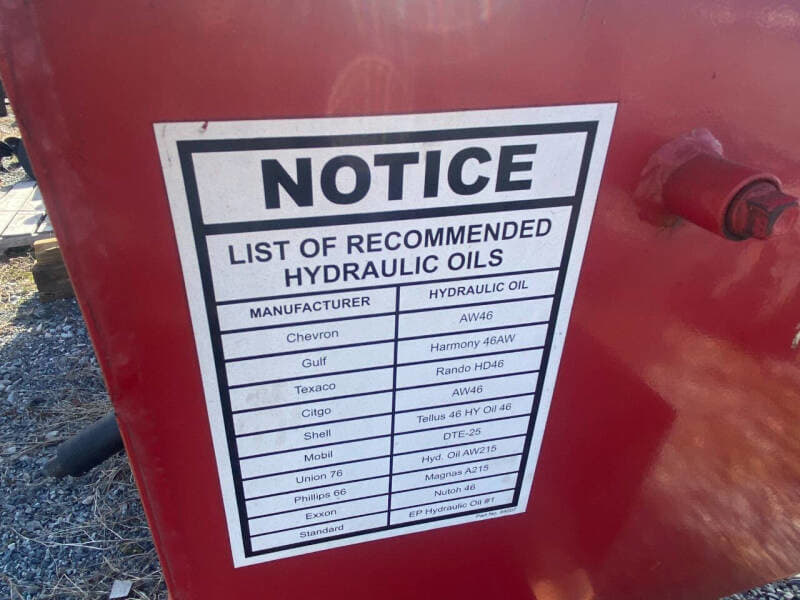 NOTICE
LIST OF RECOMMENDED
HYDRAULIC OILS
MANUFACTURER HYDRAULIC OIL
Chevron AW46
Gulf Harmony 46AW
Texaco Rando HD46
Citgo AW46
Shell Tellus 46 HY Oil 46
Mobil DTE-25
Union 76 Hyd. Oil AW215
Phillips 66 Magnas A215
Exxon Nutoh 46
Standard EP Hydraulic Oil #1
Part No.